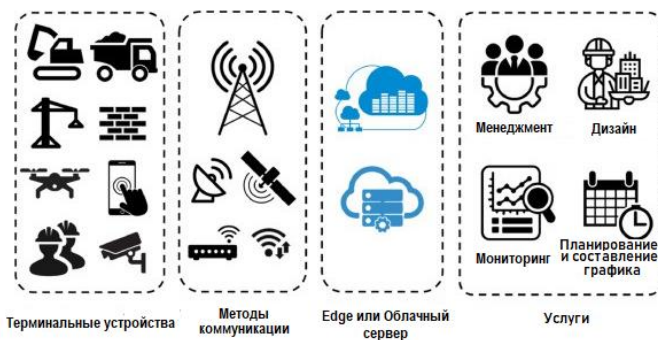 Менеджмент
Дизайн
Мониторинг
Планирование
и составление
графика
Терминальные устройства
Методы
коммуникации
Edge или Облачный
сервер
Услуги